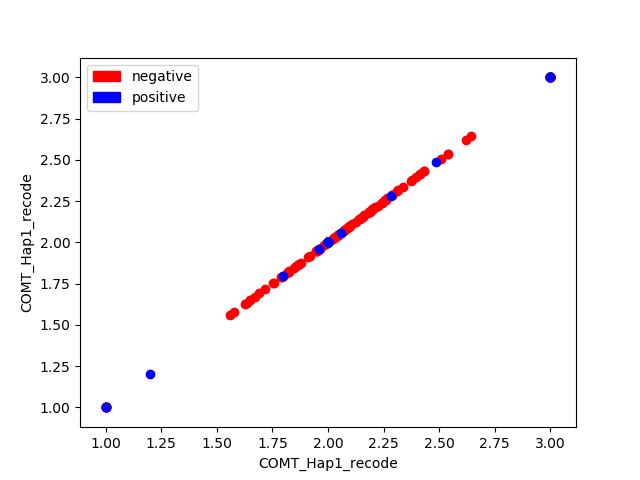 negative
positive
3.00
2.75
2.50
2.25
2.00
1.75
1.50
1.25
1.00
COMT_Hap1_recode
1.00 1.25 1.50 1.75 2.00 2.25 2.50 2.75 3.00
COMT_Hap1_recode